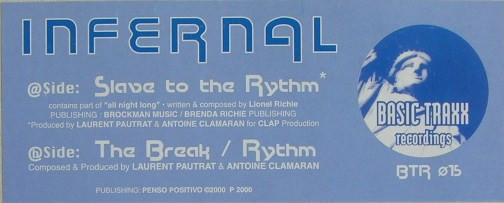 INFERNAL
@Side: Slave to the Rythm*
contains part of "all night long" - written & composed by Lionel Richie
PUBLISHING : BROCKMAN MUSIC / BRENDA RICHIE PUBLISHING
*Produced by LAURENT PAUTRAT & ANTOINE CLAMARAN for CLAP Production
ⓑSide: The Break / Rythm
Composed & Produced by LAURENT PAUTRAT & ANTOINE CLAMARAN
PUBLISHING: PENSO POSITIVO ©2000 P 2000
BASIC TRAXX
recordings
BTR 015